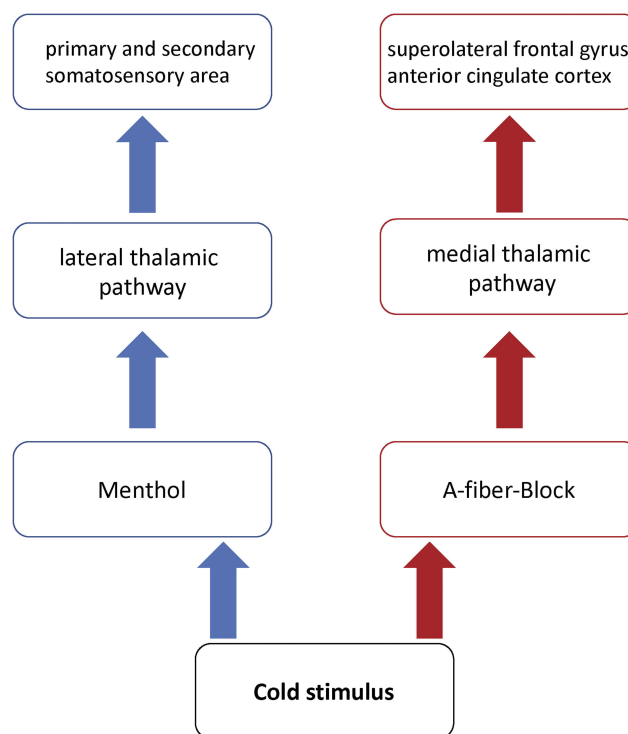 primary and secondary
somatosensory area
superolateral frontal gyrus
anterior cingulate cortex
lateral thalamic
pathway
medial thalamic
pathway
Menthol
A-fiber-Block
Cold stimulus